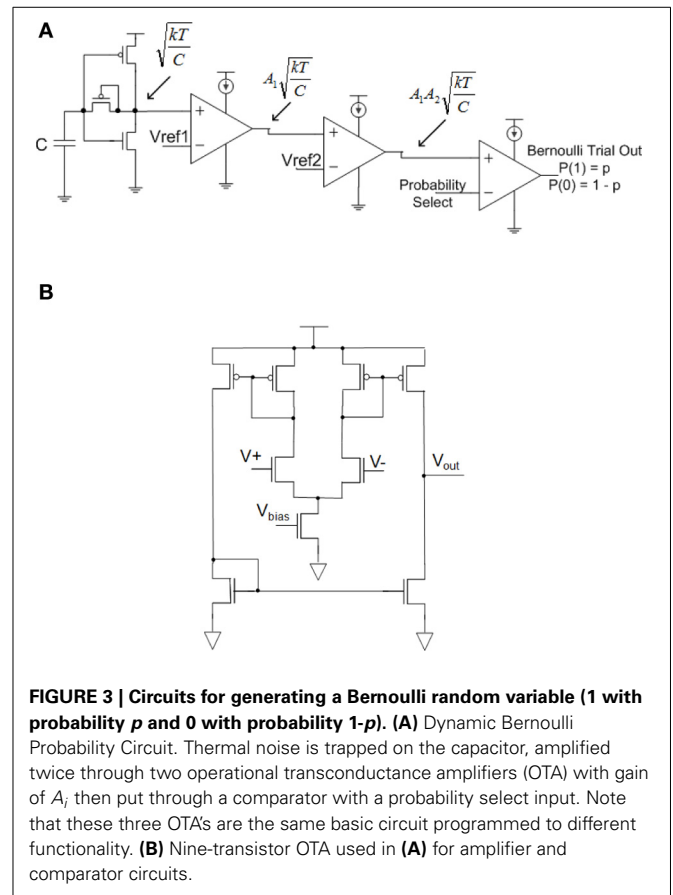 A
√kT/C
A₁√kT/C
A₁A₂√kT/C
C
Vref1
+
−
Vref2
+
−
Probability
Select
+
−
Bernoulli Trial Out
P(1) = p
P(0) = 1 - p
B
V+
V-
Vout
Vbias
FIGURE 3 | Circuits for generating a Bernoulli random variable (1 with
probability p and 0 with probability 1-p). (A) Dynamic Bernoulli
Probability Circuit. Thermal noise is trapped on the capacitor, amplified
twice through two operational transconductance amplifiers (OTA) with gain
of Aᵢ then put through a comparator with a probability select input. Note
that these three OTA's are the same basic circuit programmed to different
functionality. (B) Nine-transistor OTA used in (A) for amplifier and
comparator circuits.